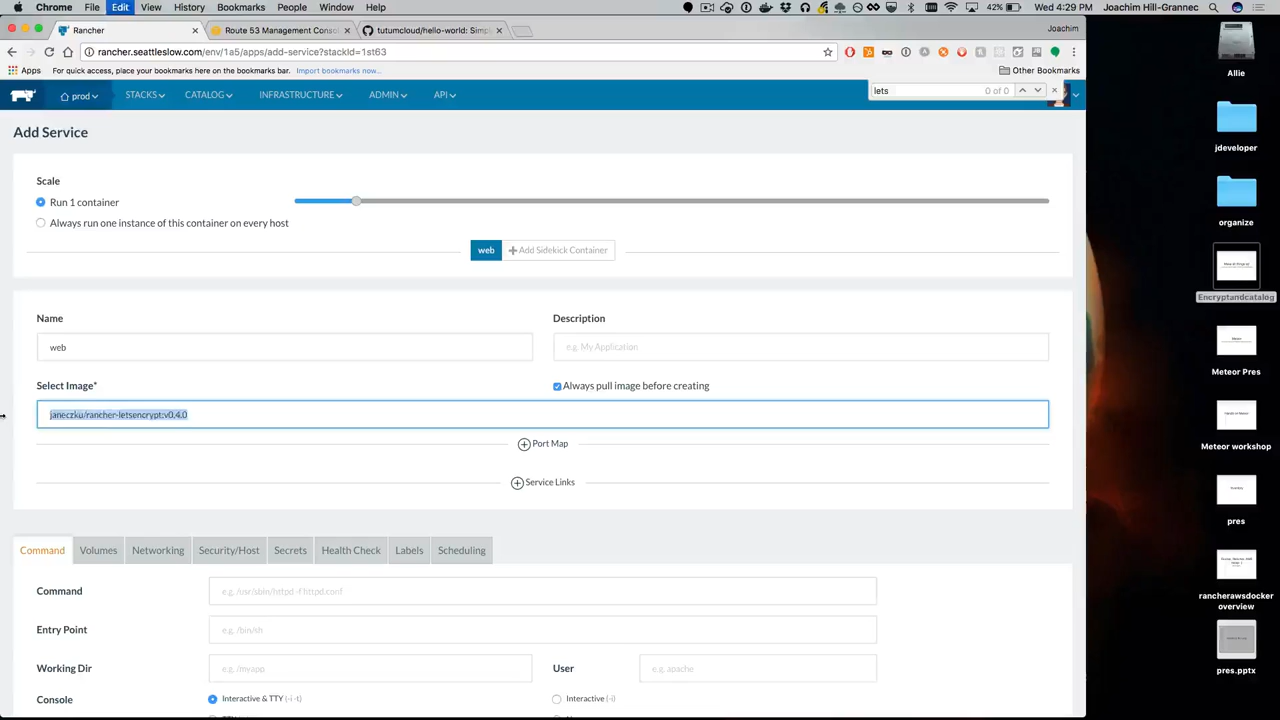 Chrome File Edit View History Bookmarks People Window Help
42% Wed 4:29 PM Joachim Hill-Grannec
Rancher
Route 53 Management Consol
tutumcloud/hello-world: Simpl
Joachim
rancher.seattleslow.com/env/1a5/apps/add-service?stackId=1st63
Apps For quick access, place your bookmarks here on the bookmarks bar. Import bookmarks now...
Other Bookmarks
prod STACKS CATALOG INFRASTRUCTURE ADMIN API
lets 0 of 0
Add Service
Scale
Run 1 container
Always run one instance of this container on every host
web
Add Sidekick Container
Name
Description
web
e.g. My Application
Select Image*
Always pull image before creating
janeczku/rancher-letsencrypt:v0.4.0
Port Map
Service Links
Command Volumes Networking Security/Host Secrets Health Check Labels Scheduling
Command
e.g. /usr/sbin/httpd -f httpd.conf
Entry Point
e.g. /bin/sh
Working Dir
e.g. /myapp
User
e.g. apache
Console
Interactive & TTY (-i -t)
Interactive (-i)
Allie
jdeveloper
organize
Encryptandcatalog
Meteor Pres
Meteor workshop
pres
rancherawsdocker
overview
pres.pptx